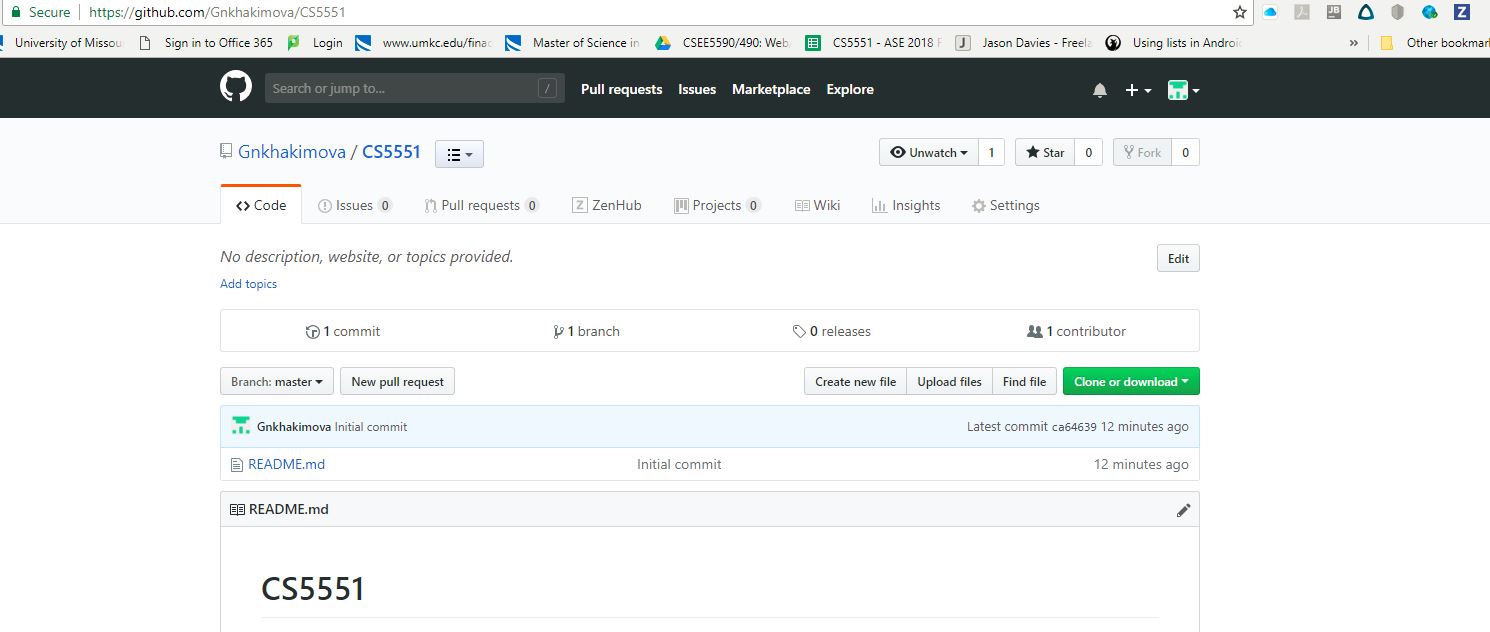 Secure https://github.com/Gnkhakimova/CS5551 JB Z
University of Missou Sign in to Office 365 Login www.umkc.edu/finac Master of Science in CSEE5590/490: Web CS5551 - ASE 2018 F J Jason Davies - Freela Using lists in Androi » Other bookmar
Search or jump to... / Pull requests Issues Marketplace Explore
Gnkhakimova / CS5551 Unwatch 1 Star 0 Fork 0
Code Issues 0 Pull requests 0 Z ZenHub Projects 0 Wiki Insights Settings
No description, website, or topics provided. Edit
Add topics
1 commit 1 branch 0 releases 1 contributor
Branch: master New pull request Create new file Upload files Find file Clone or download
Gnkhakimova Initial commit Latest commit ca64639 12 minutes ago
README.md Initial commit 12 minutes ago
README.md
CS5551